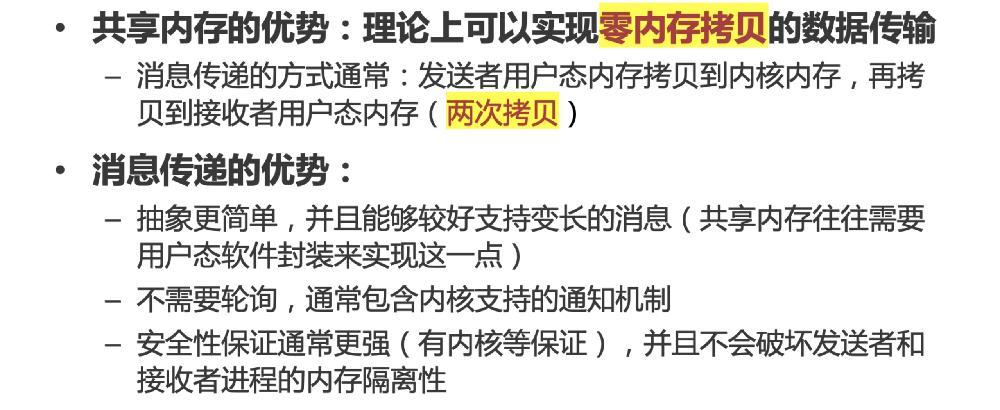 • 共享内存的优势：理论上可以实现零内存拷贝的数据传输
– 消息传递的方式通常：发送者用户态内存拷贝到内核内存，再拷
贝到接收者用户态内存（两次拷贝）
• 消息传递的优势：
– 抽象更简单，并且能够较好支持变长的消息（共享内存往往需要
用户态软件封装来实现这一点）
– 不需要轮询，通常包含内核支持的通知机制
– 安全性保证通常更强（有内核等保证），并且不会破坏发送者和
接收者进程的内存隔离性